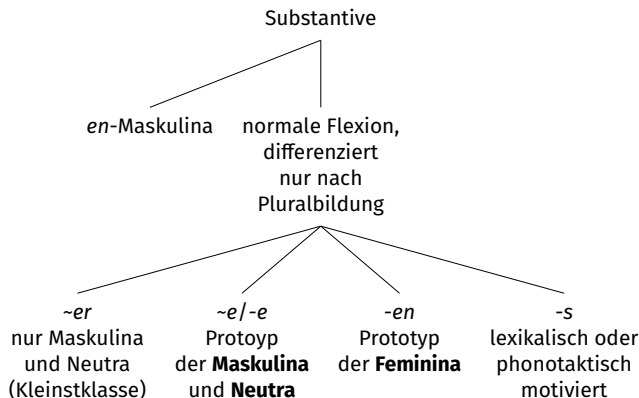 Substantive
en-Maskulina
normale Flexion,
differenziert
nur nach
Pluralbildung
~er
nur Maskulina
und Neutra
(Kleinstklasse)
~e/-e
Protoyp
der Maskulina
und Neutra
-en
Prototyp
der Feminina
-s
lexikalisch oder
phonotaktisch
motiviert